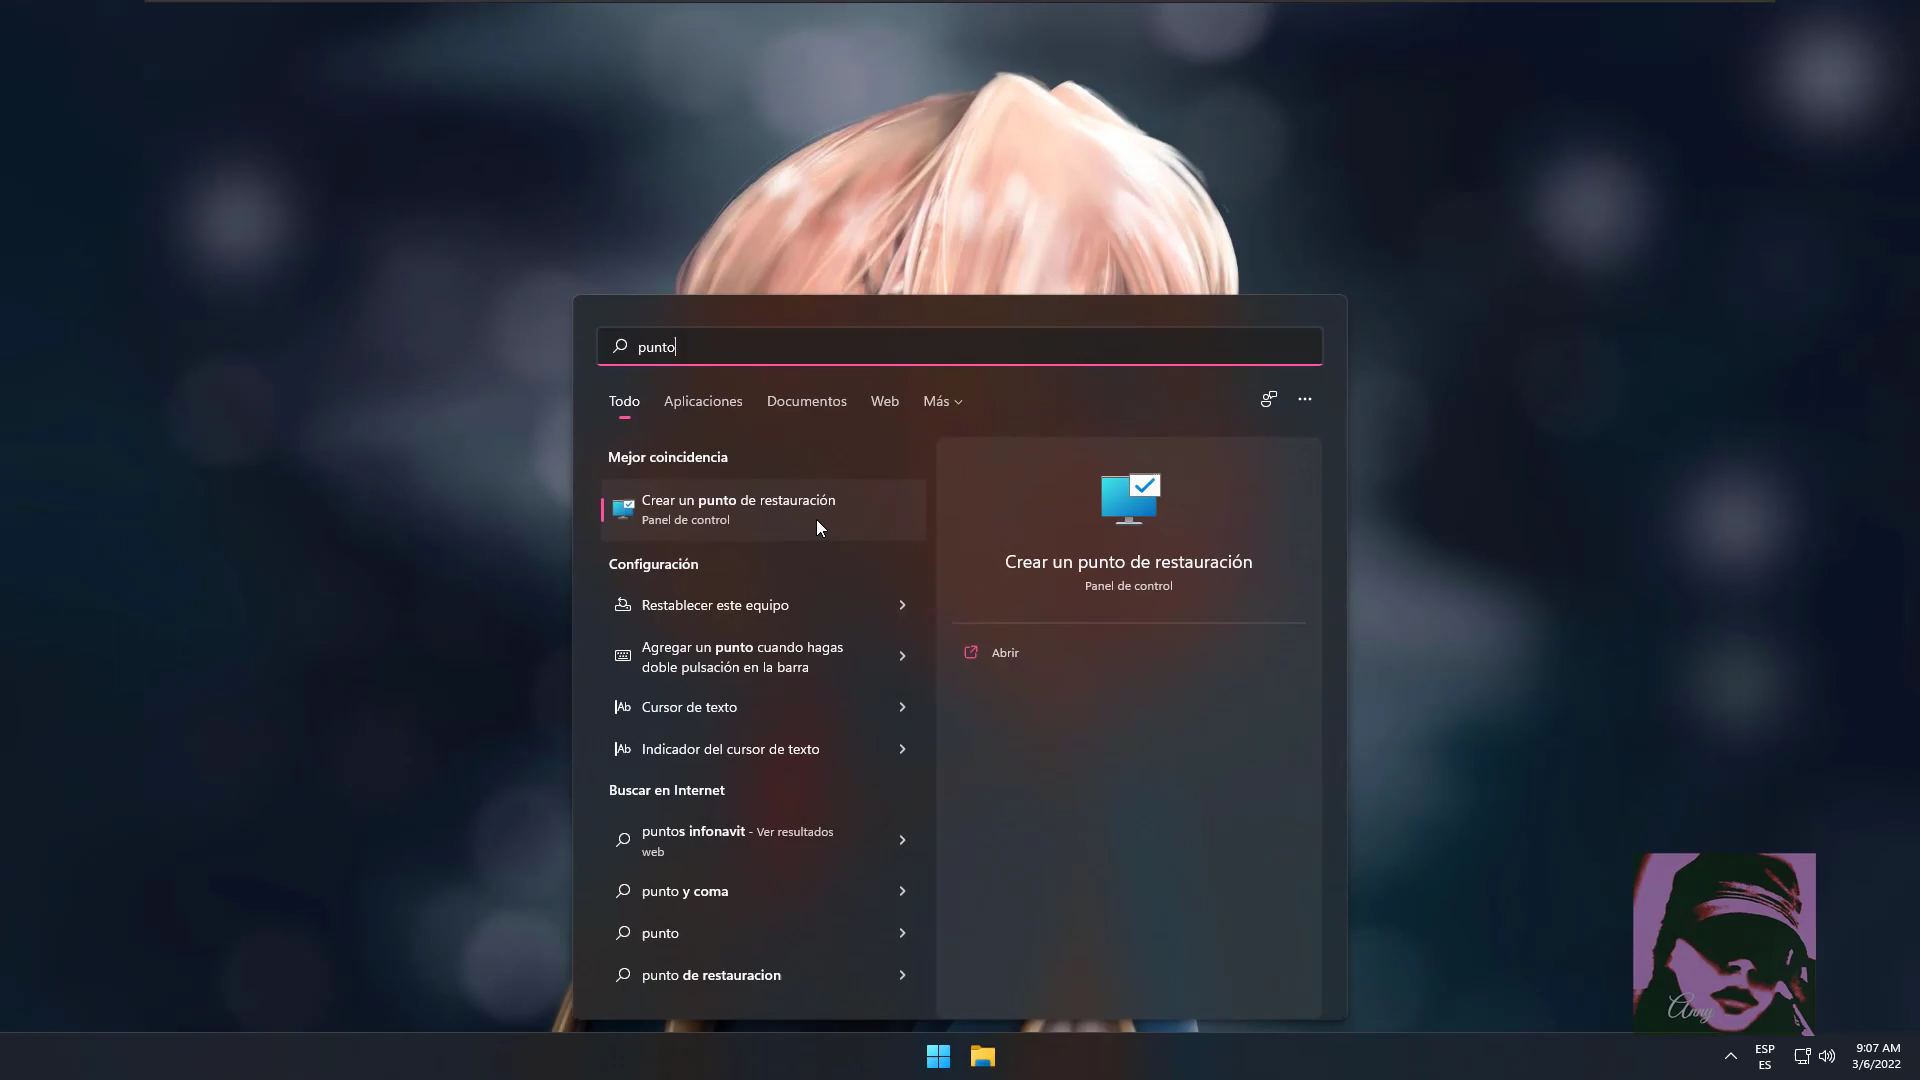 punto
Todo Aplicaciones Documentos Web Más
Mejor coincidencia
Crear un punto de restauración
Panel de control
Configuración
Restablecer este equipo
Agregar un punto cuando hagas
doble pulsación en la barra
Cursor de texto
Indicador del cursor de texto
Buscar en Internet
puntos infonavit - Ver resultados
web
punto y coma
punto
punto de restauracion
Crear un punto de restauración
Panel de control
Abrir
Anny
ESP
ES
9:07 AM
3/6/2022